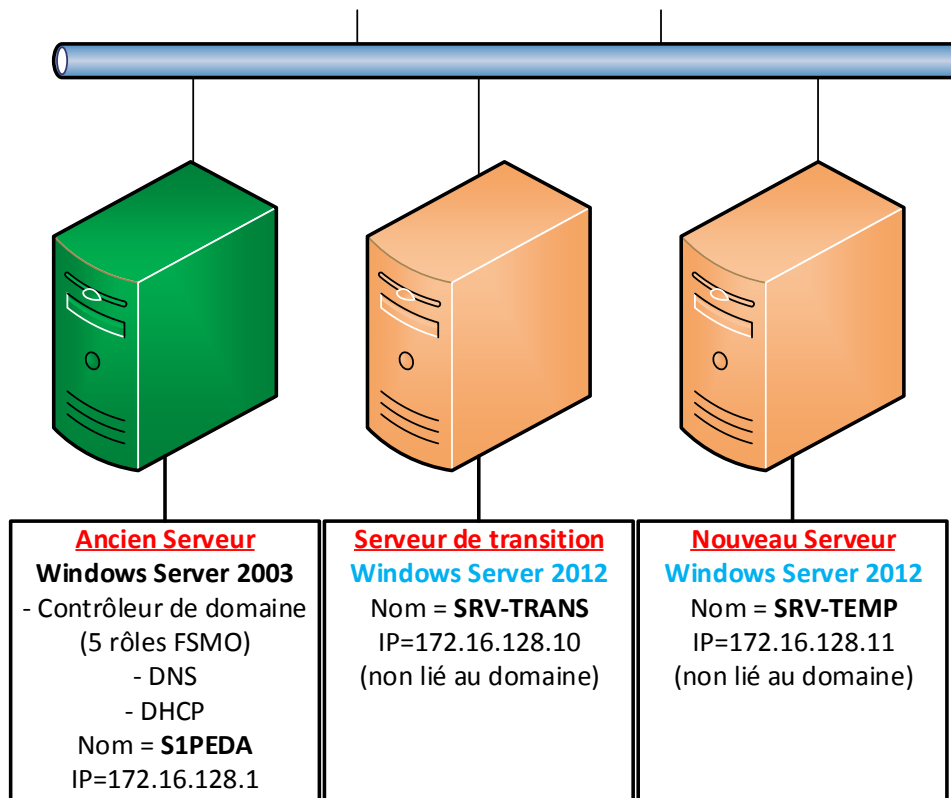 Ancien Serveur
Windows Server 2003
- Contrôleur de domaine
(5 rôles FSMO)
- DNS
- DHCP
Nom = S1PEDA
IP=172.16.128.1
Serveur de transition
Windows Server 2012
Nom = SRV-TRANS
IP=172.16.128.10
(non lié au domaine)
Nouveau Serveur
Windows Server 2012
Nom = SRV-TEMP
IP=172.16.128.11
(non lié au domaine)